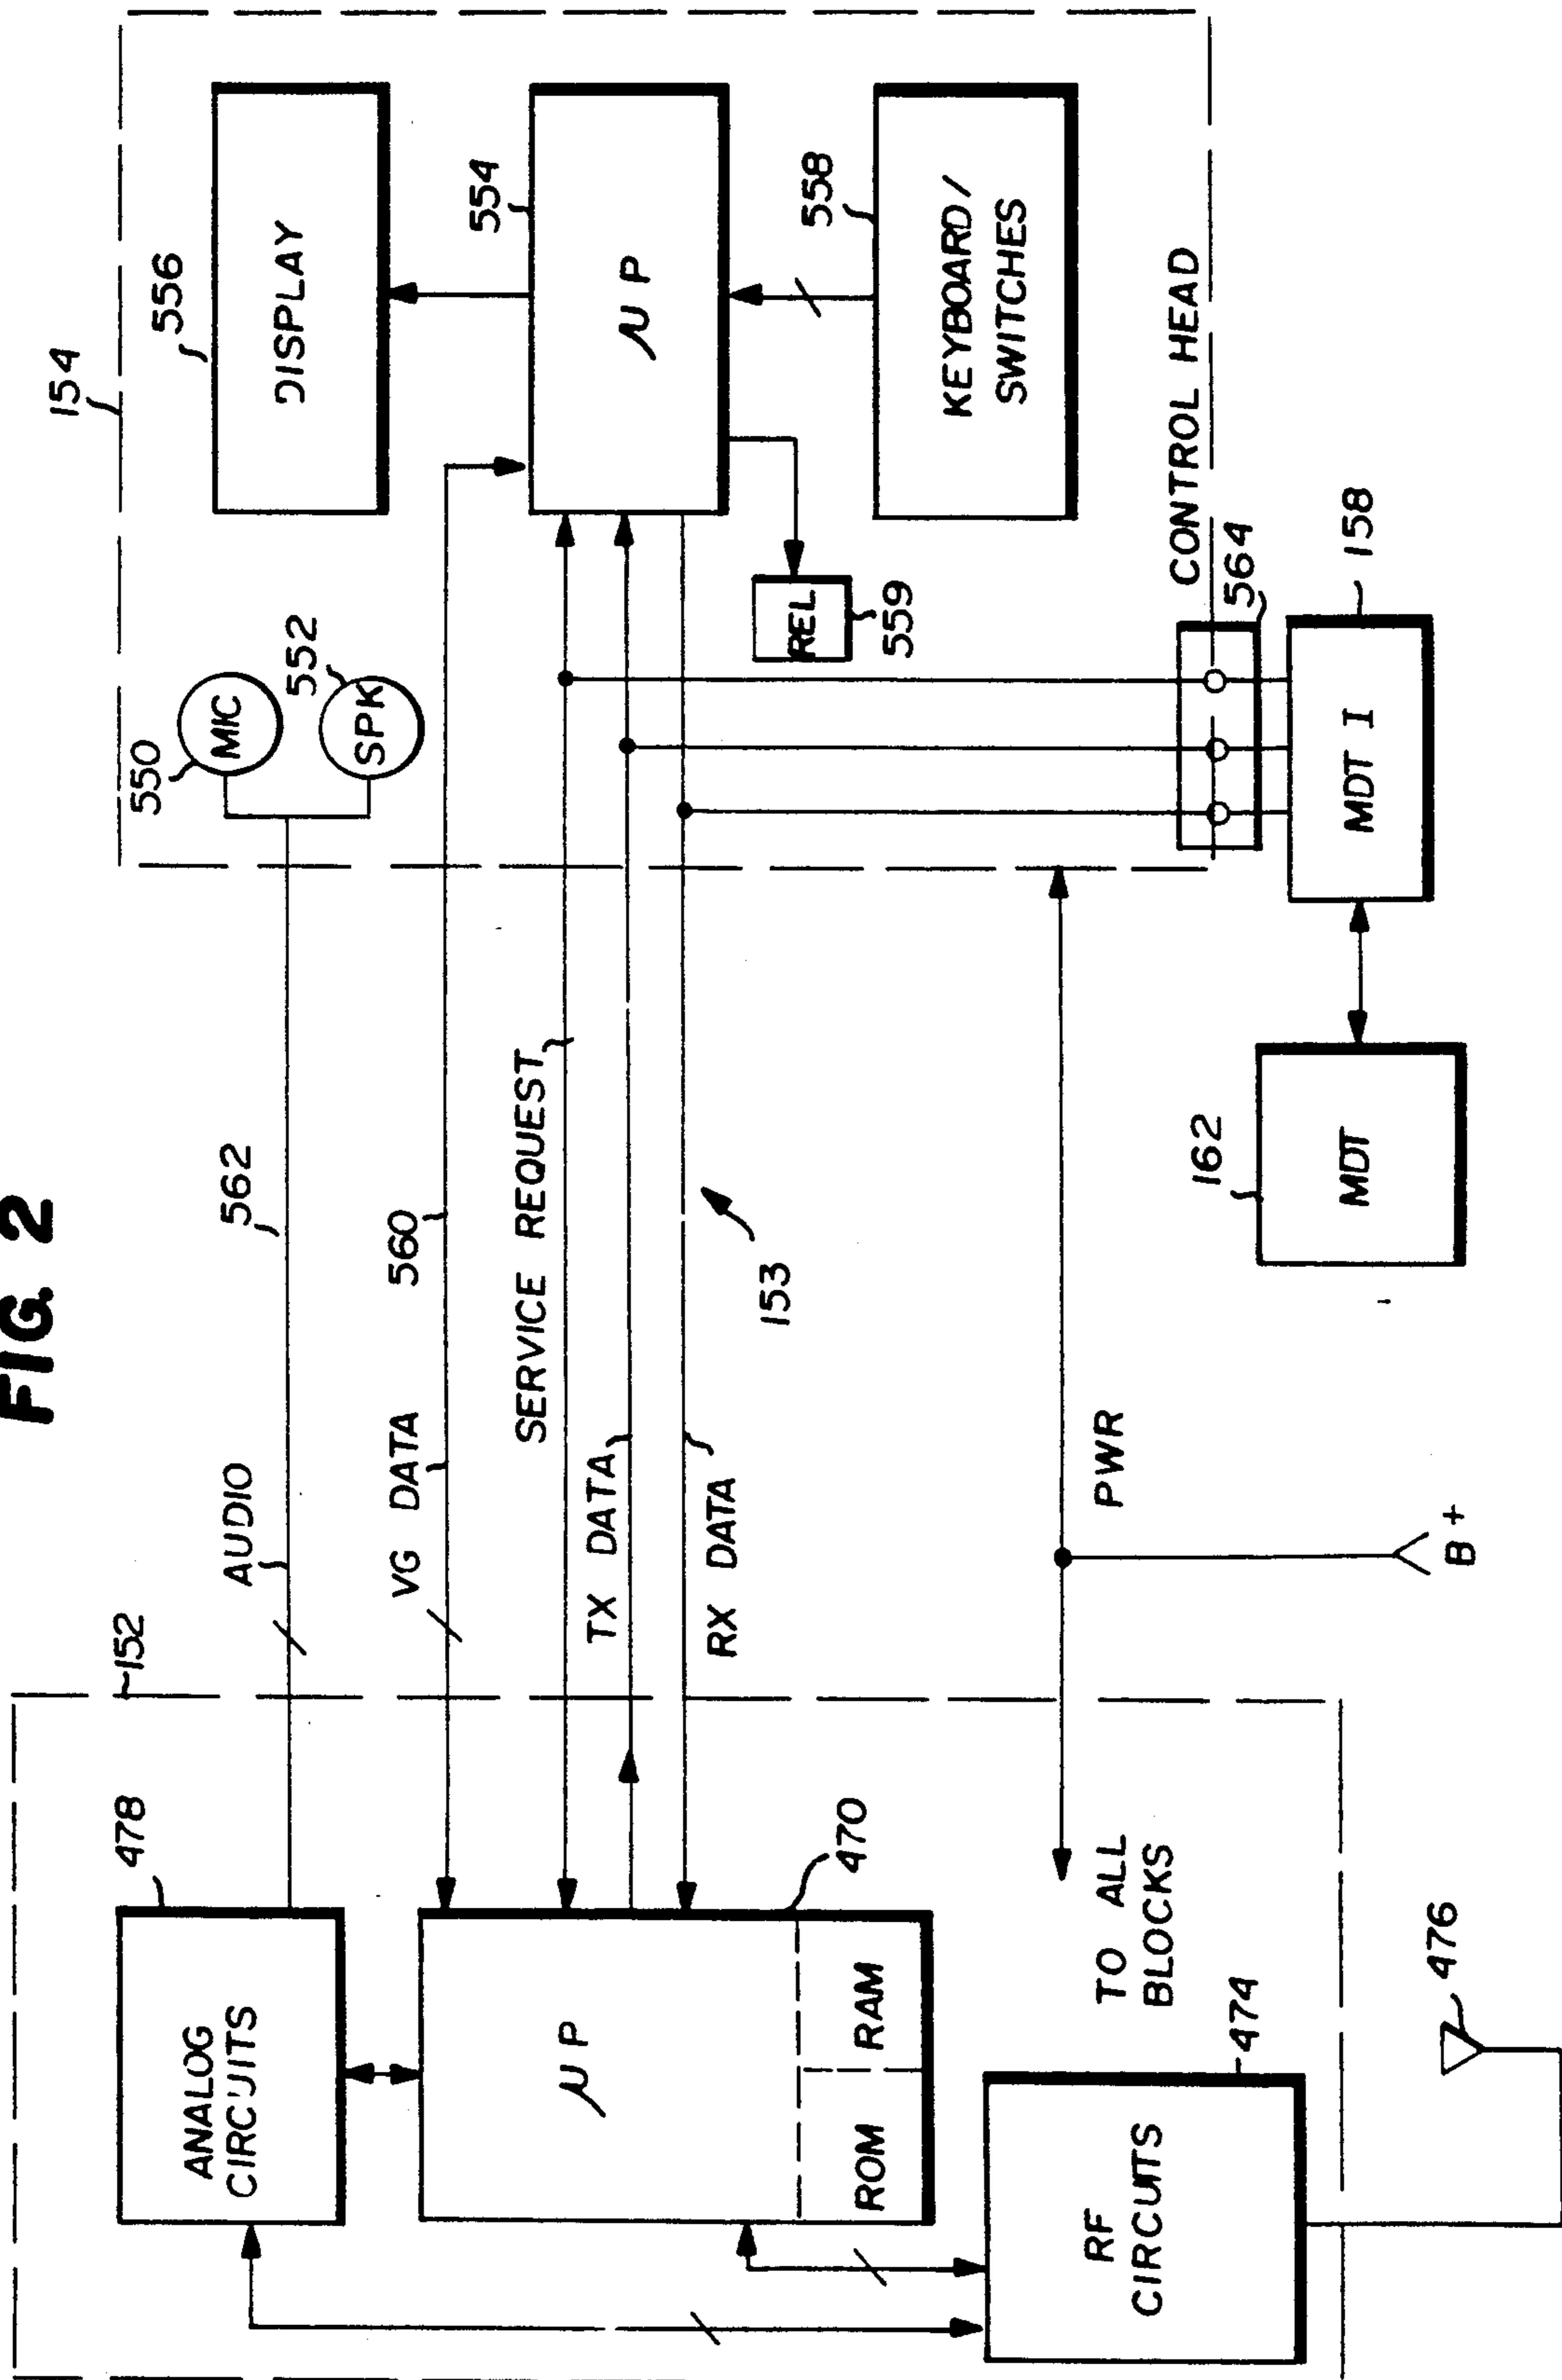 FIG. 2
152
478
ANALOG
CIRCUITS
μP
ROM
RAM
470
RF
CIRCUITS
474
476
TO ALL
BLOCKS
AUDIO
562
VG DATA
560
SERVICE REQUEST
TX DATA
RX DATA
153
PWR
B+
154
550
MIC
552
SPK
556
DISPLAY
554
μP
558
KEYBOARD/
SWITCHES
REL
559
CONTROL HEAD
564
158
MDT I
162
MDT